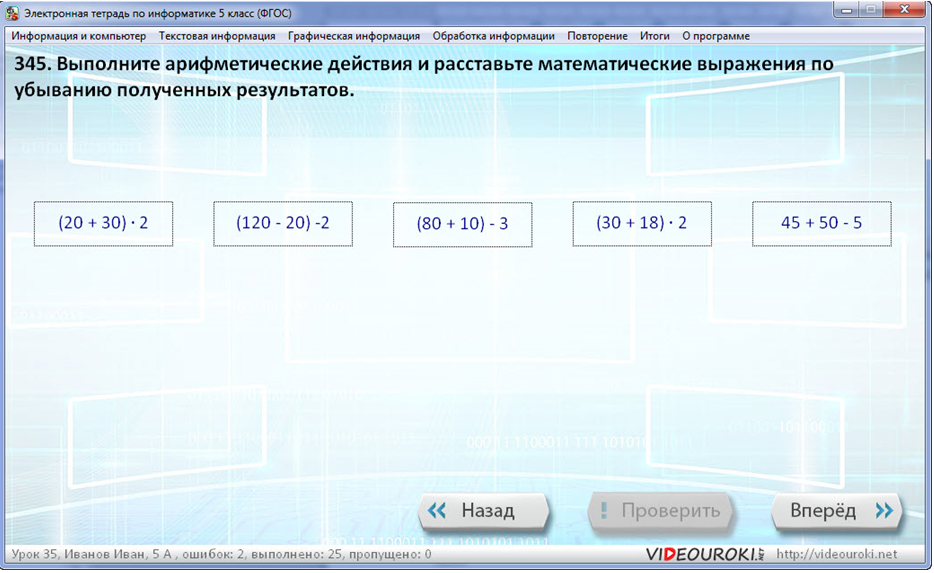 Электронная тетрадь по информатике 5 класс (ФГОС)
Информация и компьютер Текстовая информация Графическая информация Обработка информации Повторение Итоги О программе
345. Выполните арифметические действия и расставьте математические выражения по
убыванию полученных результатов.
(20 + 30) · 2 (120 - 20) -2 (80 + 10) - 3 (30 + 18) · 2 45 + 50 - 5
Назад ! Проверить Вперёд
Урок 35, Иванов Иван, 5 А , ошибок: 2, выполнено: 25, пропущено: 0 VIDEOUROKI.NET http://videouroki.net